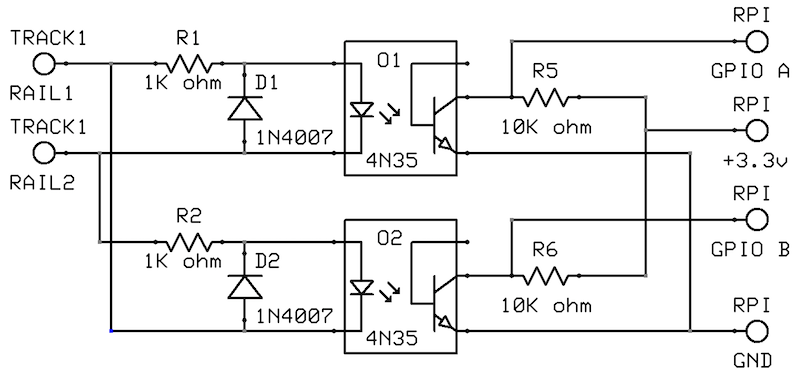 TRACK1
RAIL1
TRACK1
RAIL2
R1
1K ohm
D1
1N4007
O1
4N35
R5
10K ohm
RPI
GPIO A
RPI
+3.3v
R2
1K ohm
D2
1N4007
O2
4N35
R6
10K ohm
RPI
GPIO B
RPI
GND